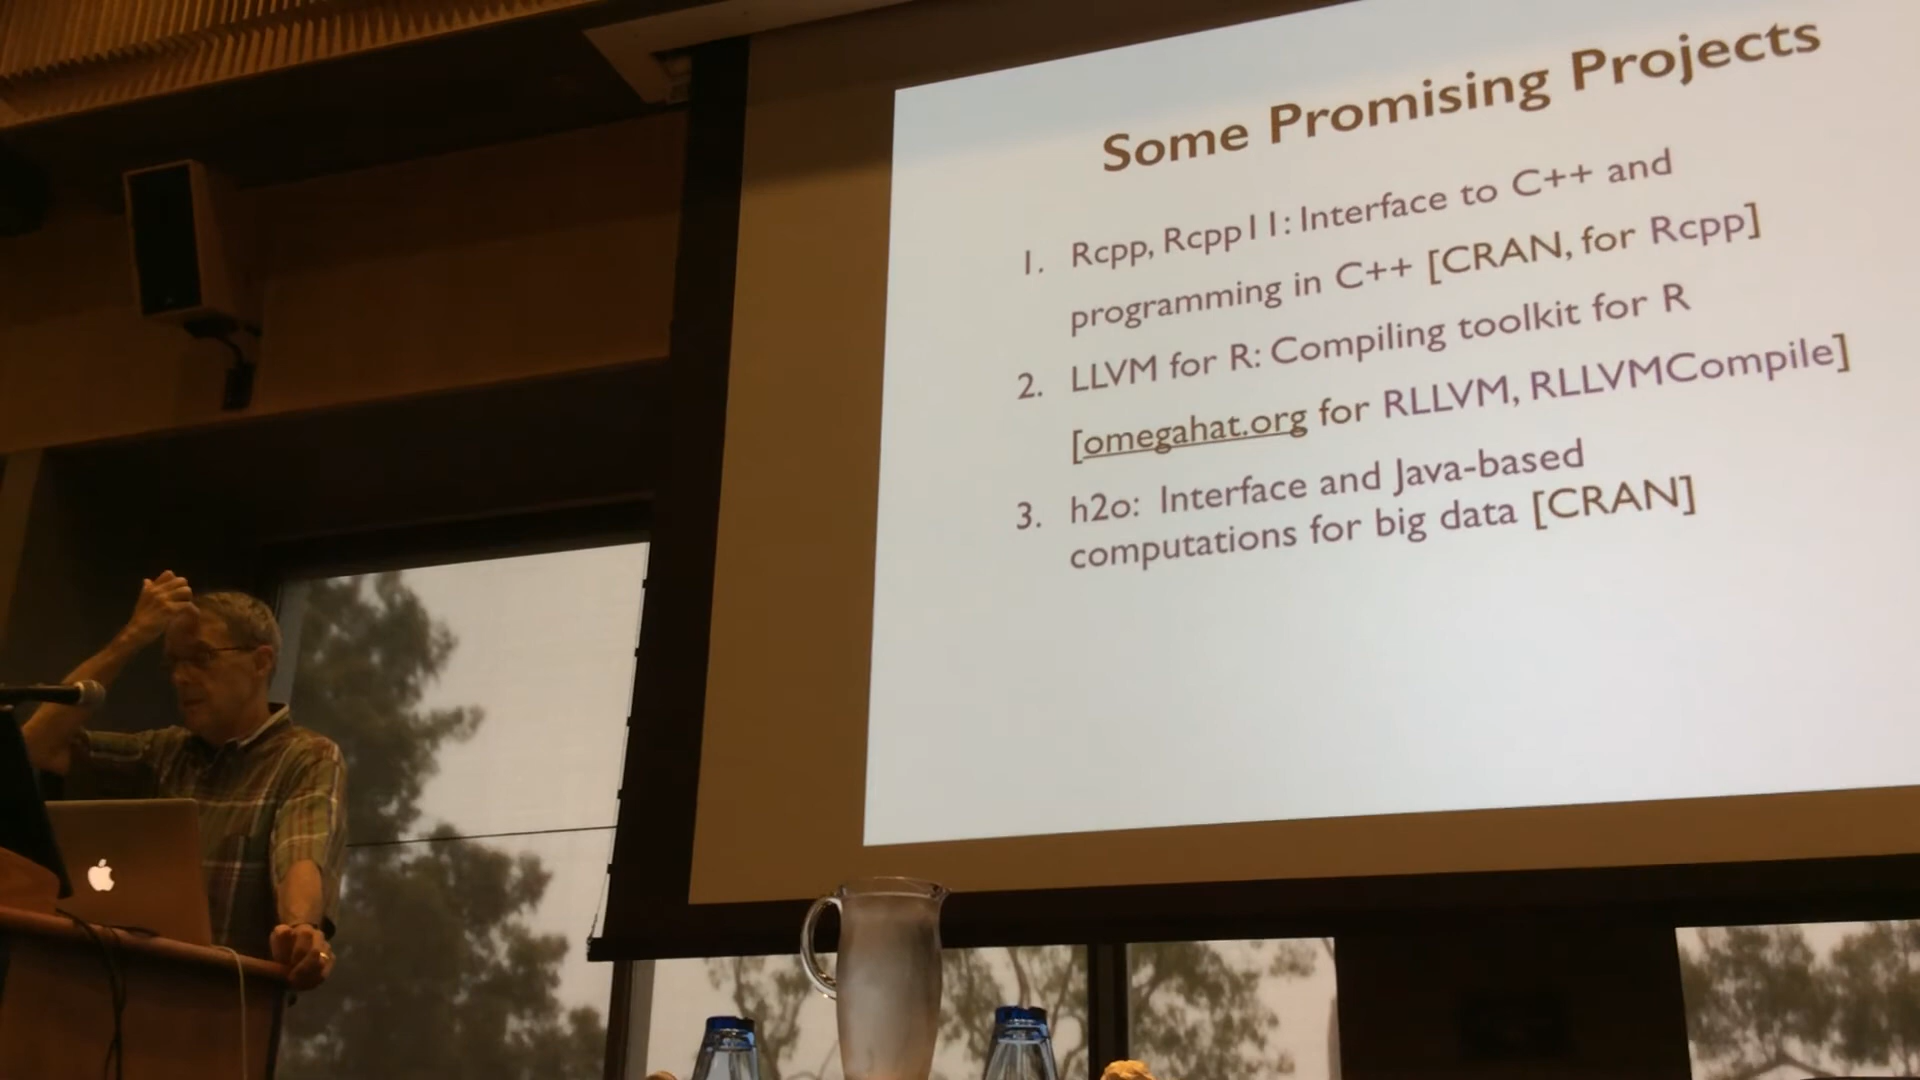 Some Promising Projects
1. Rcpp, Rcpp11: Interface to C++ and
programming in C++ [CRAN, for Rcpp]
2. LLVM for R: Compiling toolkit for R
[omegahat.org for RLLVM, RLLVMCompile]
3. h2o: Interface and Java-based
computations for big data [CRAN]